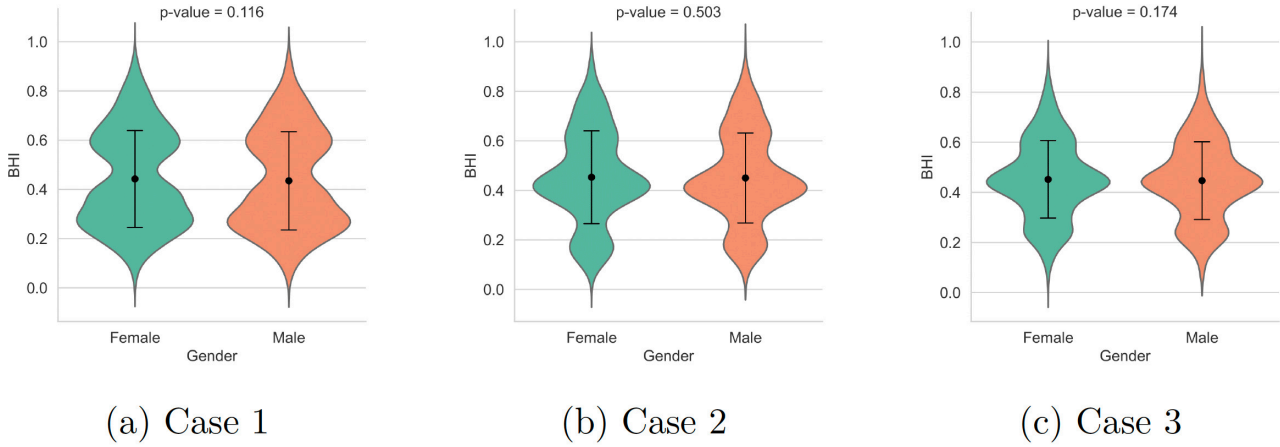 p-value = 0.116
1.0
0.8
0.6
0.4
0.2
0.0
BHI
Female Male
Gender
(a) Case 1
p-value = 0.503
1.0
0.8
0.6
0.4
0.2
0.0
BHI
Female Male
Gender
(b) Case 2
p-value = 0.174
1.0
0.8
0.6
0.4
0.2
0.0
BHI
Female Male
Gender
(c) Case 3